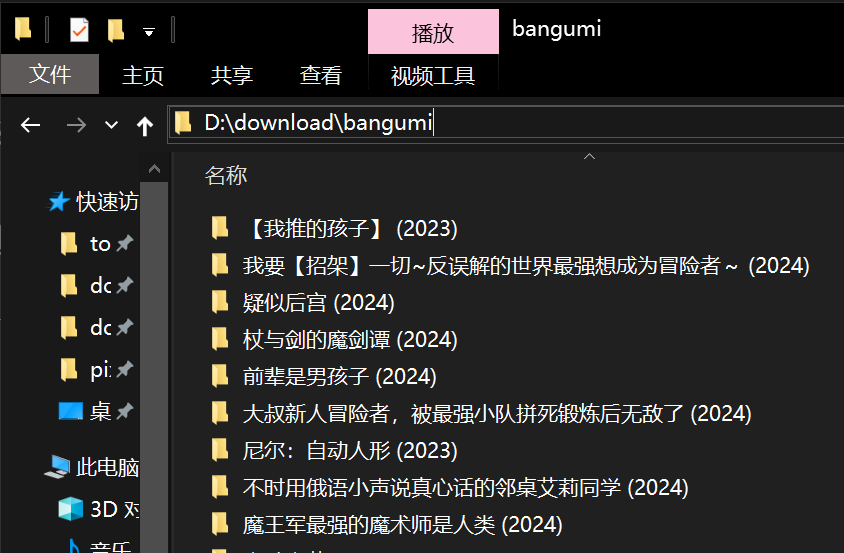 播放
bangumi
文件
主页
共享
查看
视频工具
D:\download\bangumi
名称
快速访
to
dc
dc
pi
桌
此电脑
3D 对
音乐
【我推的孩子】 (2023)
我要【招架】一切~反误解的世界最强想成为冒险者～ (2024)
疑似后宫 (2024)
杖与剑的魔剑谭 (2024)
前辈是男孩子 (2024)
大叔新人冒险者，被最强小队拼死锻炼后无敌了 (2024)
尼尔：自动人形 (2023)
不时用俄语小声说真心话的邻桌艾莉同学 (2024)
魔王军最强的魔术师是人类 (2024)